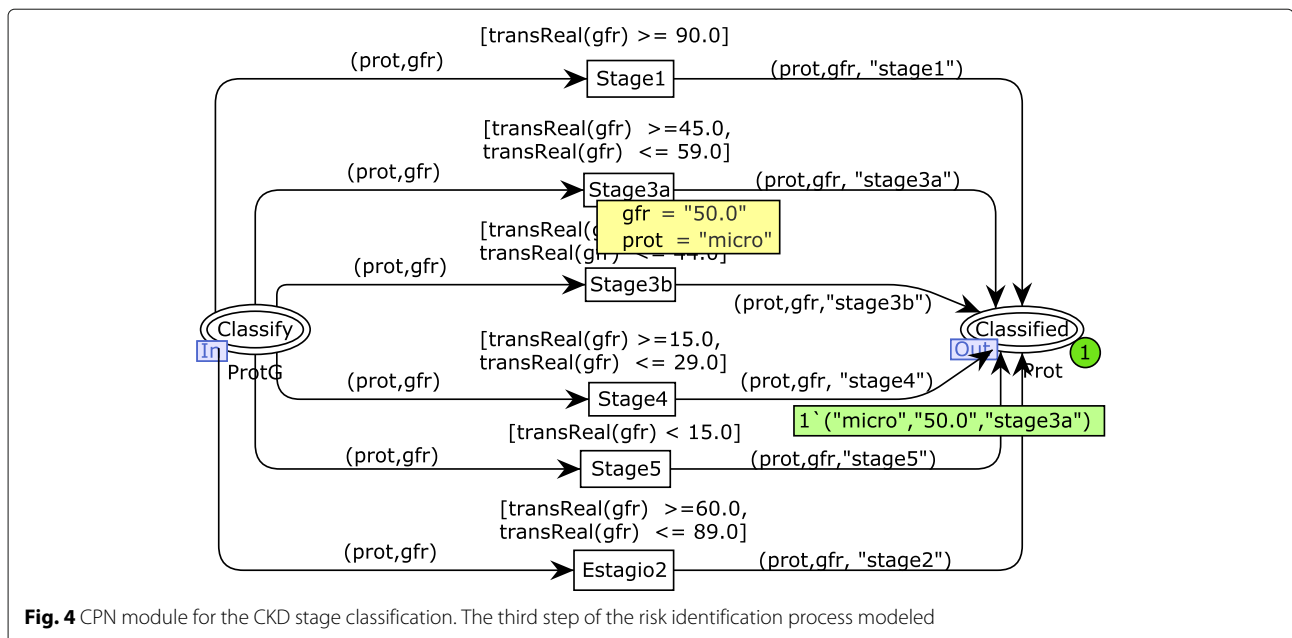 [transReal(gfr) >= 90.0]
(prot,gfr)
Stage1
(prot,gfr, "stage1")
[transReal(gfr) >=45.0,
transReal(gfr) <= 59.0]
(prot,gfr)
Stage3a
(prot,gfr, "stage3a")
gfr = "50.0"
prot = "micro"
transReal(gfr) <= 44.0]
(prot,gfr)
Stage3b
(prot,gfr,"stage3b")
Classify
In
ProtG
Classified
Out
1
Prot
[transReal(gfr) >=15.0,
transReal(gfr) <= 29.0]
(prot,gfr)
Stage4
(prot,gfr, "stage4")
1`("micro","50.0","stage3a")
[transReal(gfr) < 15.0]
(prot,gfr)
Stage5
(prot,gfr,"stage5")
[transReal(gfr) >=60.0,
transReal(gfr) <= 89.0]
(prot,gfr)
Estagio2
(prot,gfr, "stage2")
Fig. 4 CPN module for the CKD stage classification. The third step of the risk identification process modeled